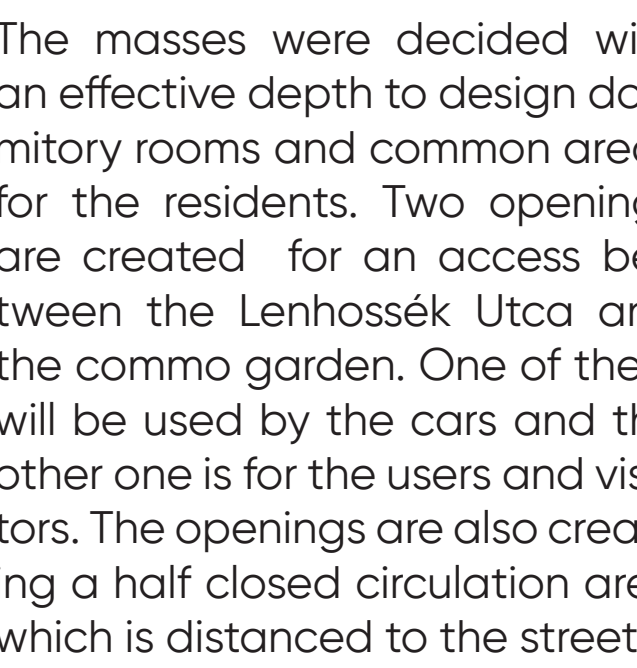 The masses were decided wi
an effective depth to design do
mitory rooms and common area
for the residents. Two opening
are created for an access be
tween the Lenhossék Utca an
the commo garden. One of the
will be used by the cars and th
other one is for the users and vis
tors. The openings are also crea
ing a half closed circulation are
which is distanced to the street